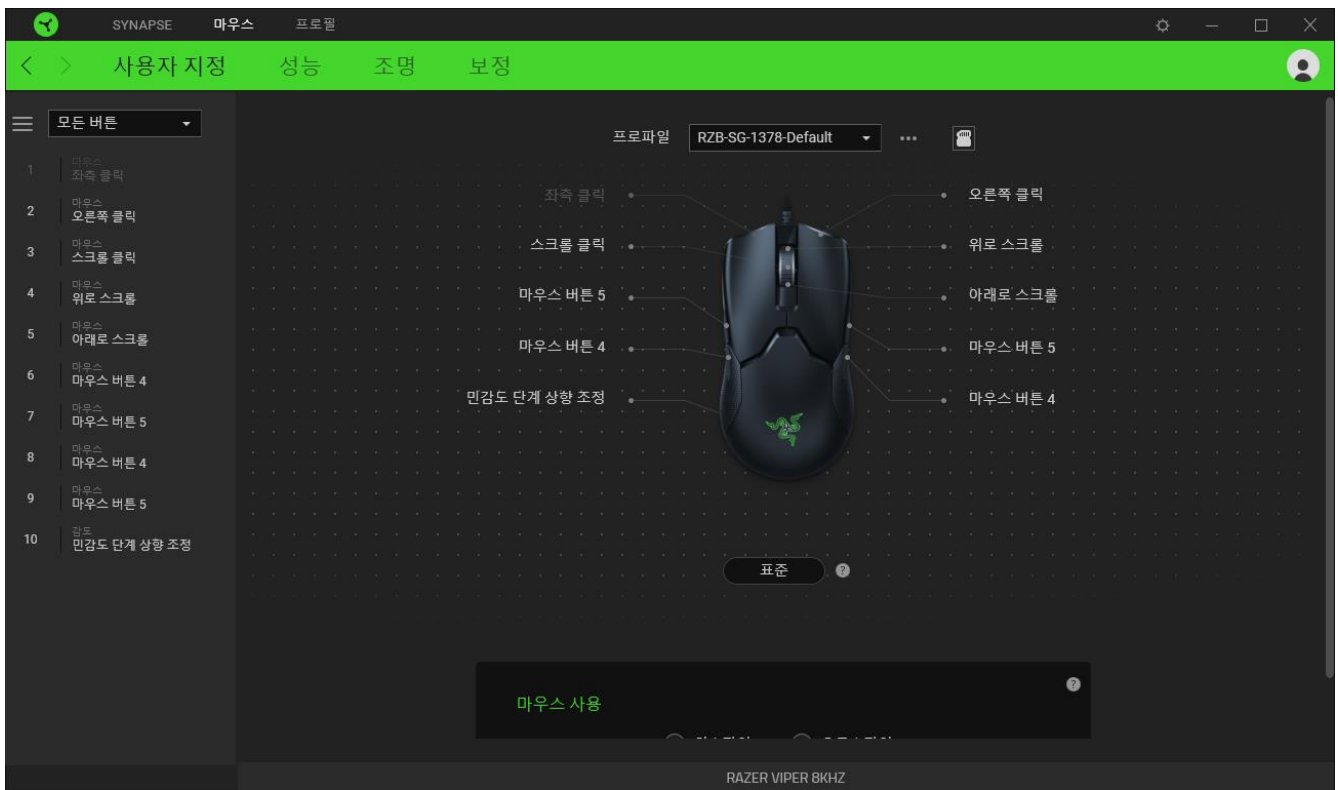 SYNAPSE 마우스 프로필
사용자 지정 성능 조명 보정
모든 버튼
프로파일 RZB-SG-1378-Default
1 마우스
좌측 클릭
2 마우스
오른쪽 클릭
3 마우스
스크롤 클릭
4 마우스
위로 스크롤
5 마우스
아래로 스크롤
6 마우스
마우스 버튼 4
7 마우스
마우스 버튼 5
8 마우스
마우스 버튼 4
9 마우스
마우스 버튼 5
10 감도
민감도 단계 상향 조정
좌측 클릭 오른쪽 클릭
스크롤 클릭 위로 스크롤
마우스 버튼 5 아래로 스크롤
마우스 버튼 4 마우스 버튼 5
민감도 단계 상향 조정 마우스 버튼 4
표준 ?
마우스 사용 ?
RAZER VIPER 8KHZ